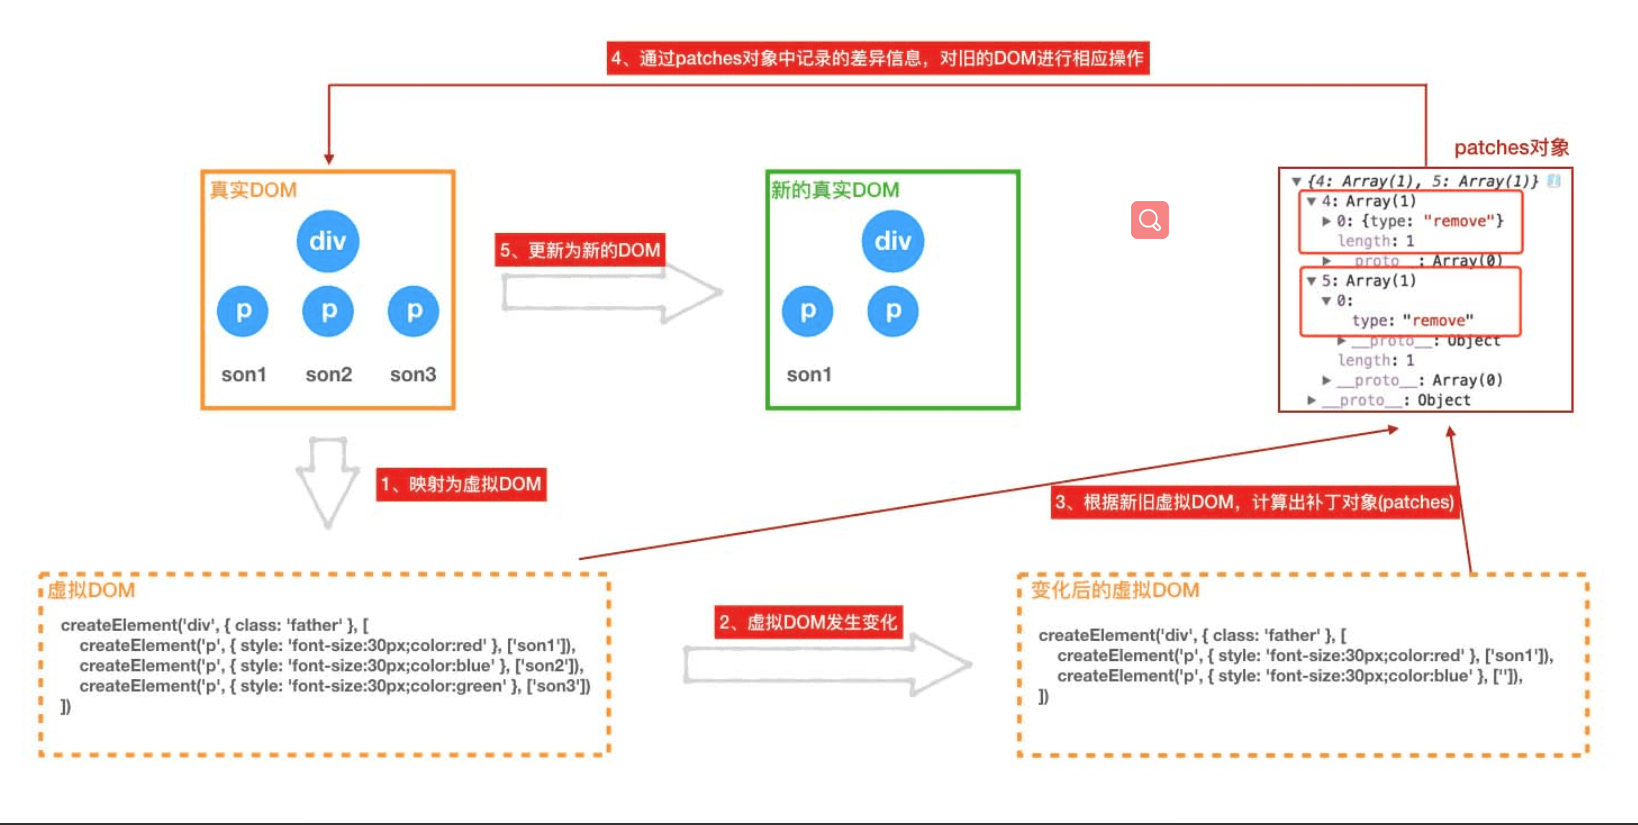 4、通过patches对象中记录的差异信息，对旧的DOM进行相应操作
patches对象
真实DOM
div
p
p
p
son1
son2
son3
5、更新为新的DOM
新的真实DOM
div
p
p
son1
▼{4: Array(1), 5: Array(1)} i
▼4: Array(1)
▶0: {type: "remove"}
length: 1
▶__proto__: Array(0)
▼5: Array(1)
▼0:
type: "remove"
▶__proto__: Object
length: 1
▶__proto__: Array(0)
▶__proto__: Object
1、映射为虚拟DOM
3、根据新旧虚拟DOM，计算出补丁对象(patches)
虚拟DOM
createElement('div', { class: 'father' }, [
createElement('p', { style: 'font-size:30px;color:red' }, ['son1']),
createElement('p', { style: 'font-size:30px;color:blue' }, ['son2']),
createElement('p', { style: 'font-size:30px;color:green' }, ['son3'])
])
2、虚拟DOM发生变化
变化后的虚拟DOM
createElement('div', { class: 'father' }, [
createElement('p', { style: 'font-size:30px;color:red' }, ['son1']),
createElement('p', { style: 'font-size:30px;color:blue' }, ['']),
])